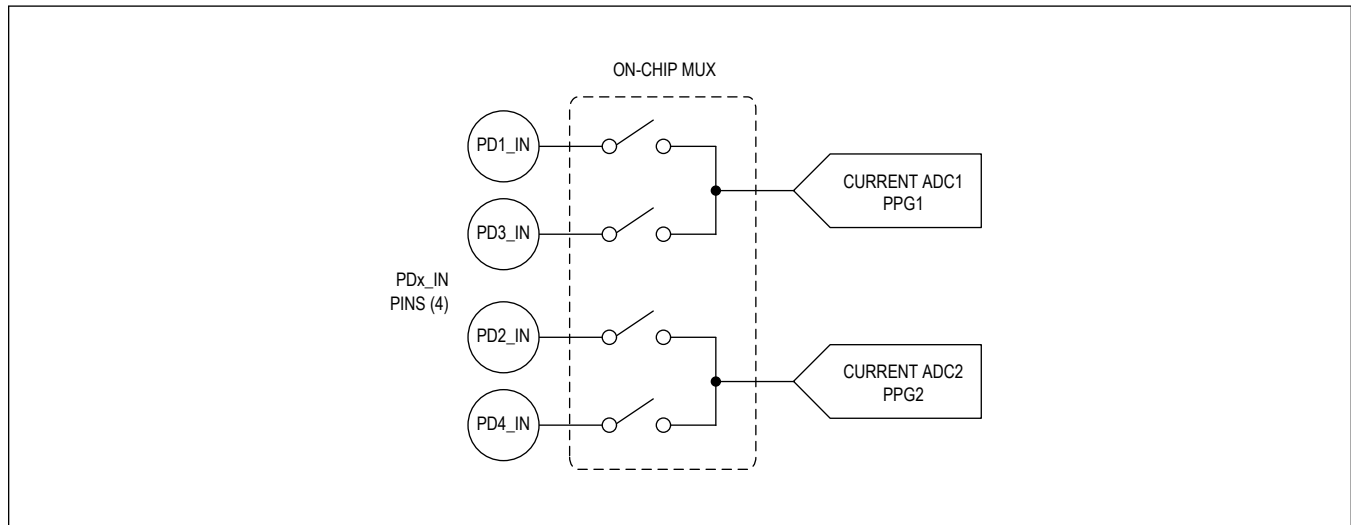 ON-CHIP MUX
PD1_IN
PD3_IN
PDx_IN
PINS (4)
PD2_IN
PD4_IN
CURRENT ADC1
PPG1
CURRENT ADC2
PPG2